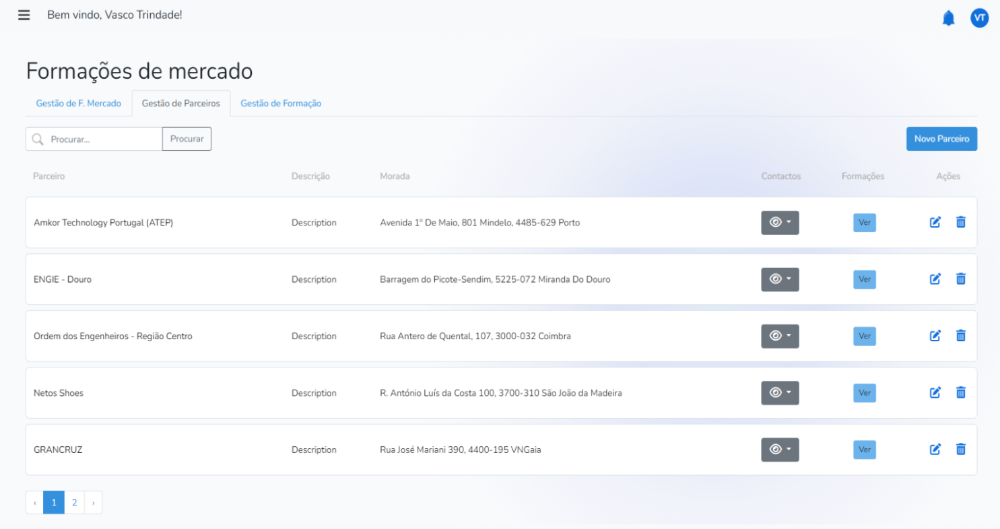 Bem vindo, Vasco Trindade!
VT
Formações de mercado
Gestão de F. Mercado Gestão de Parceiros Gestão de Formação
Procurar... Procurar Novo Parceiro
Parceiro Descrição Morada Contactos Formações Ações
Amkor Technology Portugal (ATEP) Description Avenida 1º De Maio, 801 Mindelo, 4485-629 Porto Ver
ENGIE - Douro Description Barragem do Picote-Sendim, 5225-072 Miranda Do Douro Ver
Ordem dos Engenheiros - Região Centro Description Rua Antero de Quental, 107, 3000-032 Coimbra Ver
Netos Shoes Description R. António Luís da Costa 100, 3700-310 São João da Madeira Ver
GRANCRUZ Description Rua José Mariani 390, 4400-195 VNGaia Ver
‹ 1 2 ›